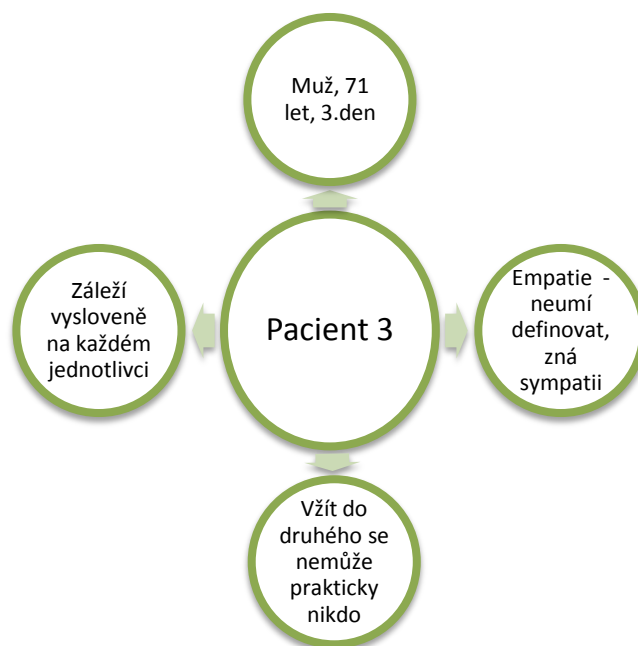 Muž, 71
let, 3.den
Záleží
vysloveně
na každém
jednotlivci
Pacient 3
Empatie -
neumí
definovat,
zná
sympatii
Vžít do
druhého se
nemůže
prakticky
nikdo